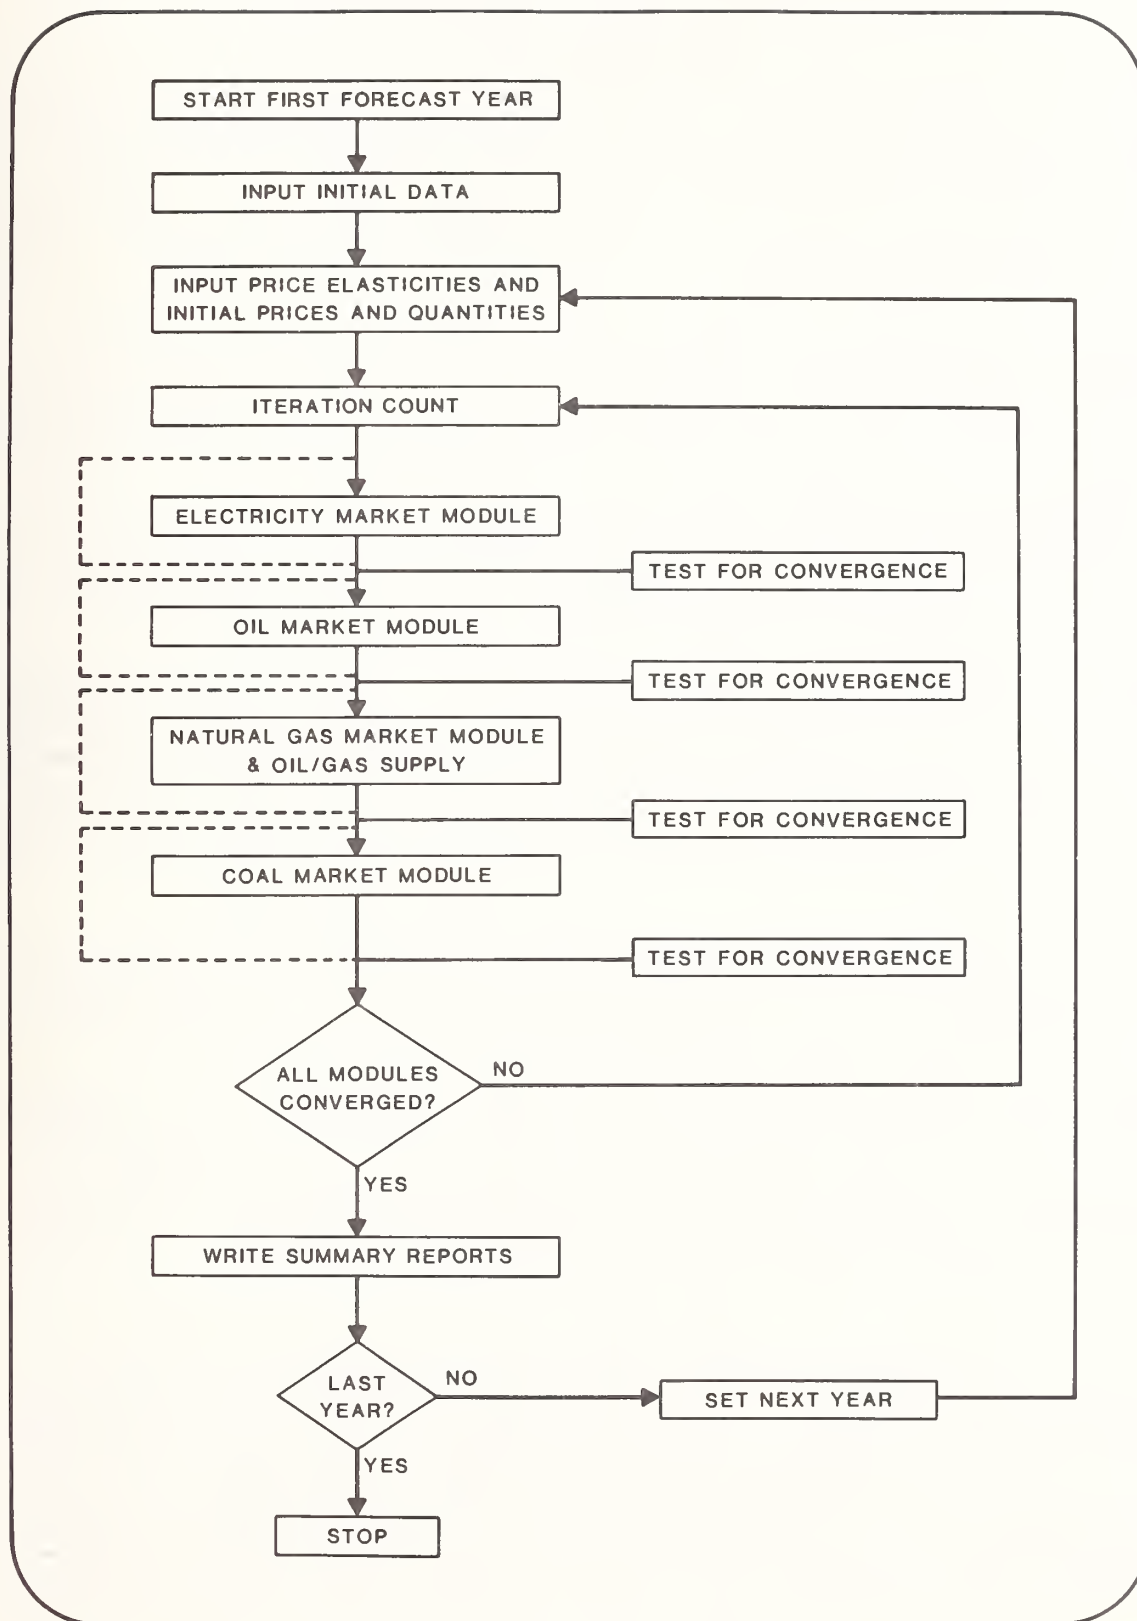 START FIRST FORECAST YEAR
INPUT INITIAL DATA
INPUT PRICE ELASTICITIES AND
INITIAL PRICES AND QUANTITIES
ITERATION COUNT
ELECTRICITY MARKET MODULE
TEST FOR CONVERGENCE
OIL MARKET MODULE
TEST FOR CONVERGENCE
NATURAL GAS MARKET MODULE
& OIL/GAS SUPPLY
TEST FOR CONVERGENCE
COAL MARKET MODULE
TEST FOR CONVERGENCE
ALL MODULES
CONVERGED?
NO
YES
WRITE SUMMARY REPORTS
LAST
YEAR?
NO
SET NEXT YEAR
YES
STOP